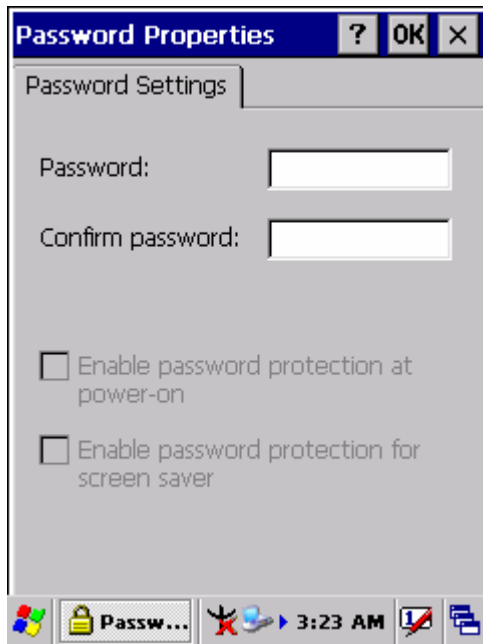 Password Properties ? OK ×
Password Settings
Password:
Confirm password:
Enable password protection at
power-on
Enable password protection for
screen saver
Passw... 3:23 AM